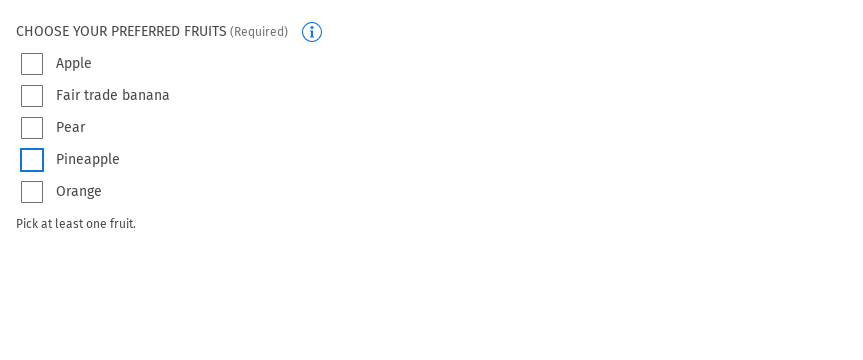 CHOOSE YOUR PREFERRED FRUITS (Required)
Apple
Fair trade banana
Pear
Pineapple
Orange
Pick at least one fruit.